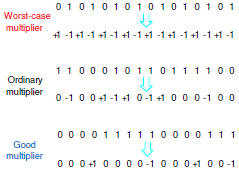 0 1 0 1 0 1 0 1 0 1 0 1 0 1 0 1
Worst-case
multiplier
+1 -1 +1 -1 +1 -1 +1 -1 +1 -1 +1 -1 +1 -1 +1 -1
1 1 0 0 0 1 0 1 1 0 1 1 1 1 0 0
Ordinary
multiplier
0 -1 0 0 +1 -1 +1 0 -1 +1 0 0 0 -1 0 0
0 0 0 0 1 1 1 1 1 0 0 0 0 1 1 1
Good
multiplier
0 0 0 +1 0 0 0 0 -1 0 0 0 +1 0 0 -1